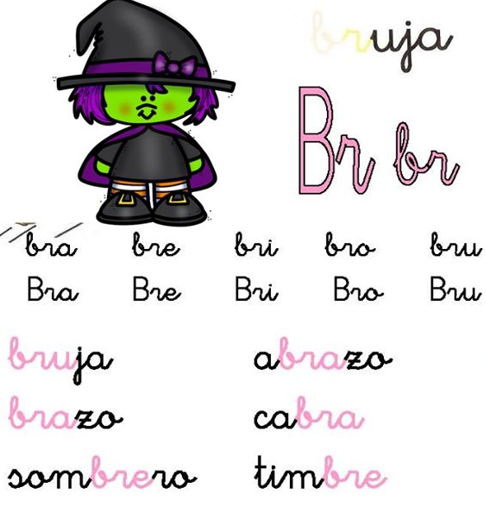 bruja
Br br
bra bre bri bro bru
Bra Bre Bri Bro Bru
bruja abrazo
brazo cabra
sombrero timbre